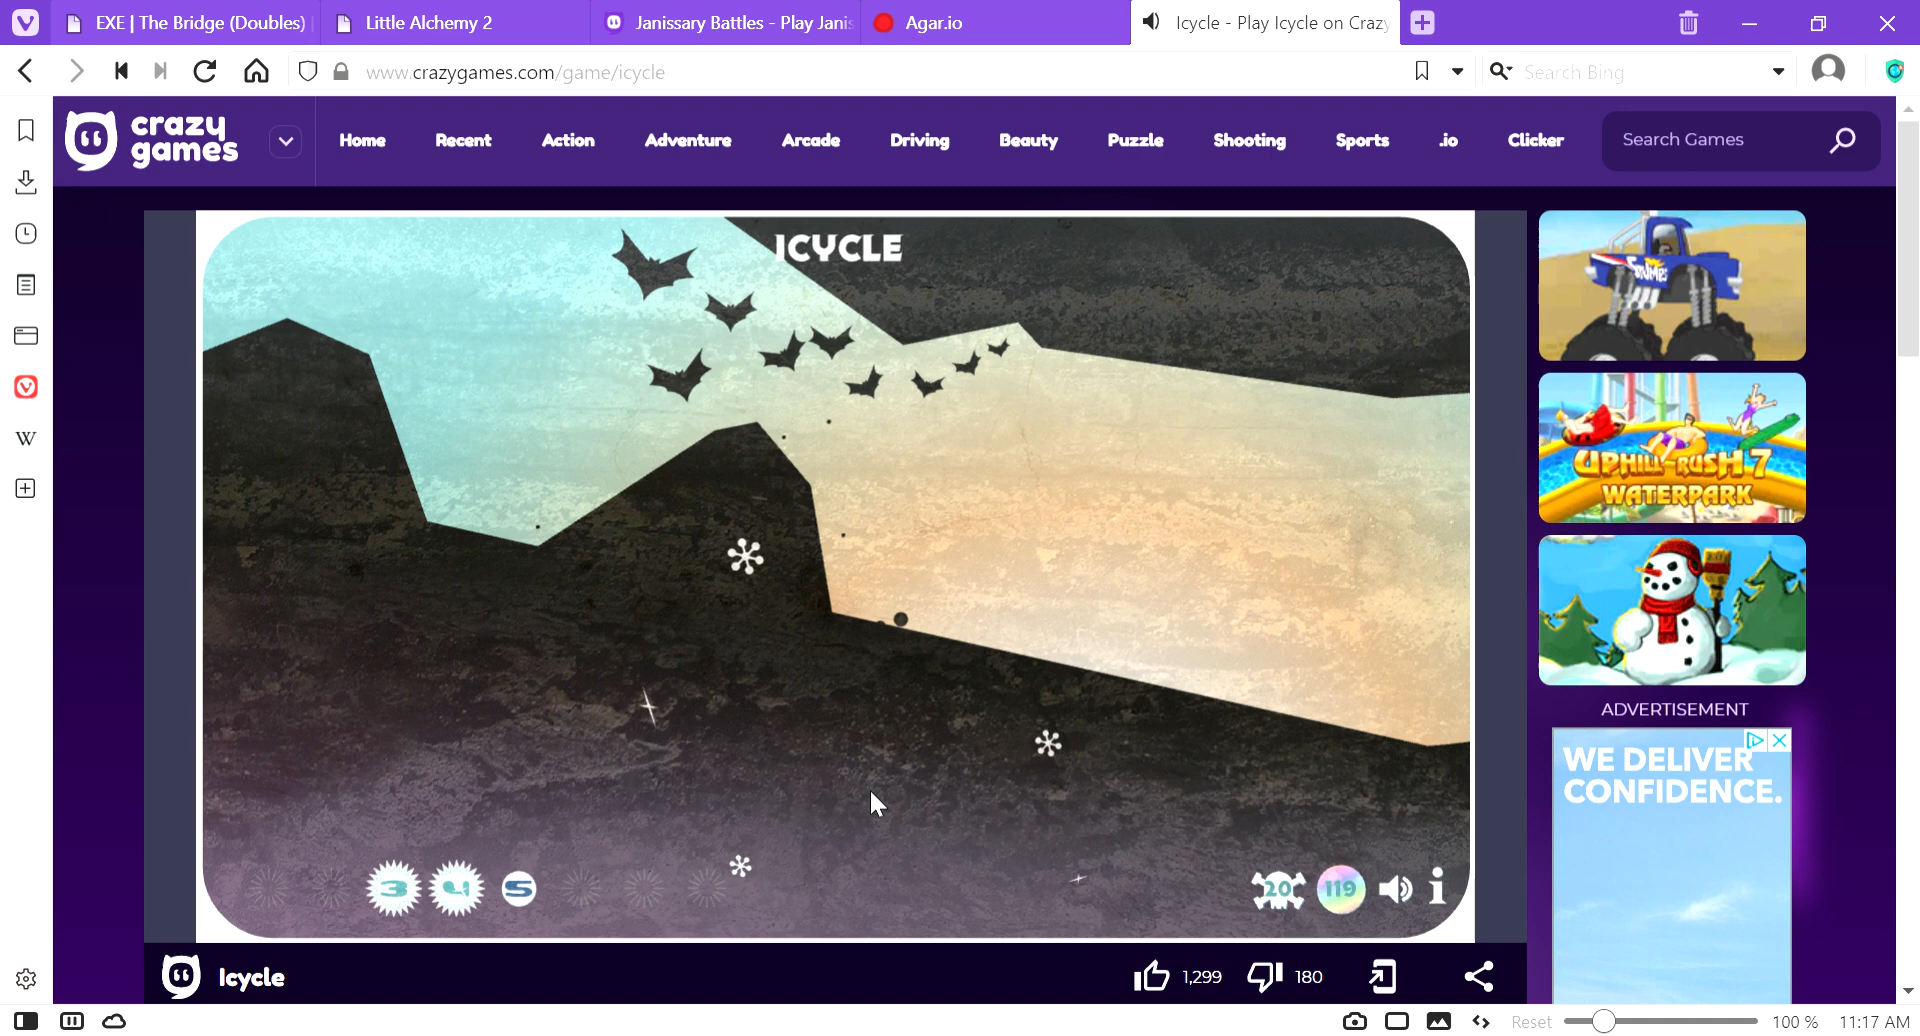 EXE | The Bridge (Doubles) |
Little Alchemy 2
Janissary Battles - Play Janis
Agar.io
Icycle - Play Icycle on Crazy
www.crazygames.com/game/icycle
Search Bing
crazy
games
Home
Recent
Action
Adventure
Arcade
Driving
Beauty
Puzzle
Shooting
Sports
.io
Clicker
Search Games
ICYCLE
UPHILL RUSH 7
WATERPARK
ADVERTISEMENT
WE DELIVER
CONFIDENCE.
3
4
5
20
119
Icycle
1,299
180
Reset
100 %
11:17 AM